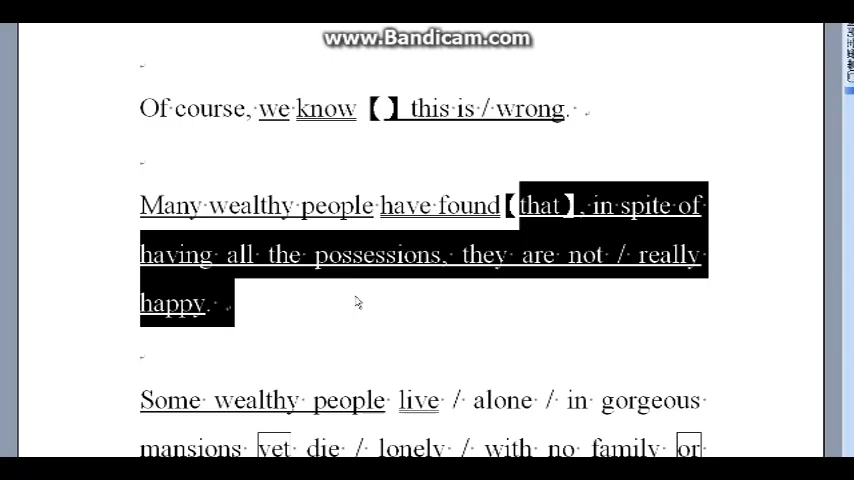 www.Bandicam.com
Of course, we know 【 】 this is / wrong.
Many wealthy people have found【that】, in spite of
having all the possessions, they are not / really
happy.
Some wealthy people live / alone / in gorgeous
mansions yet die / lonely / with no family or